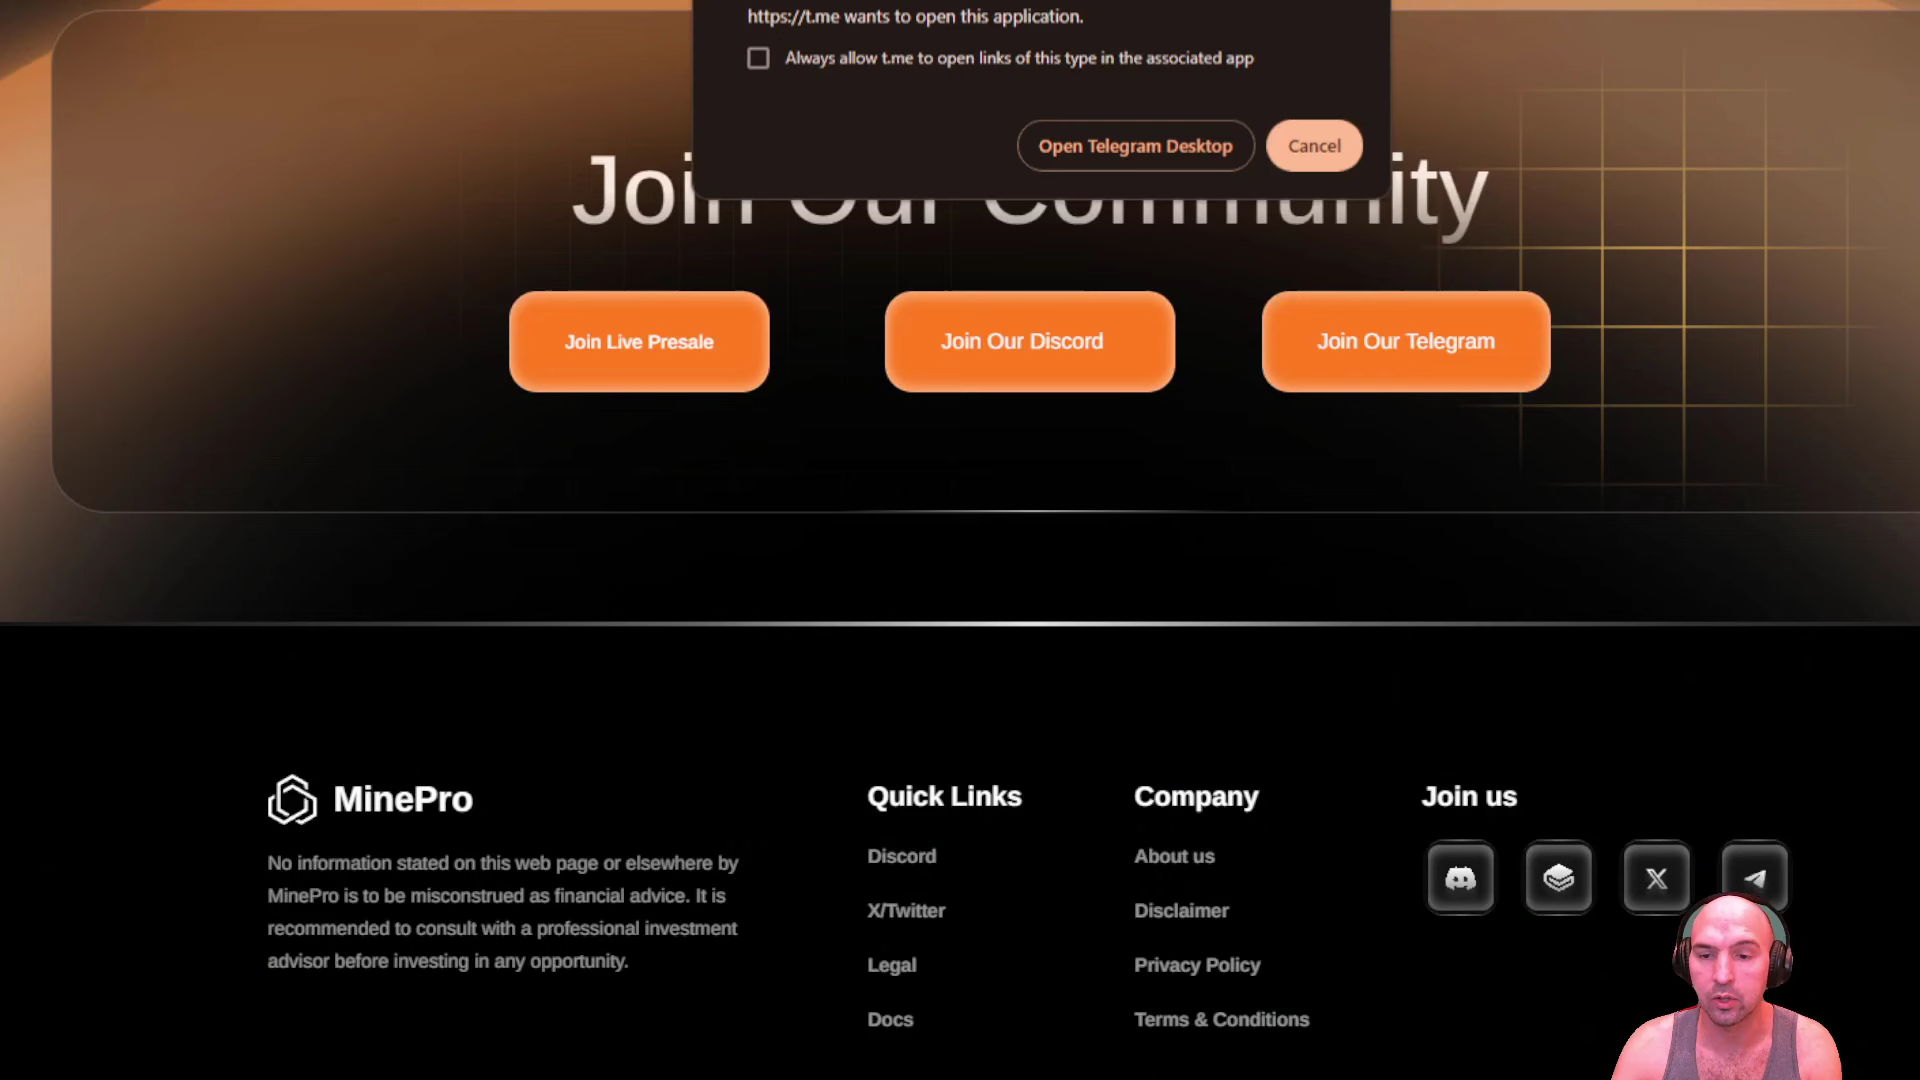 https://t.me wants to open this application.
Always allow t.me to open links of this type in the associated app
Open Telegram Desktop
Cancel
Join Our Community
Join Live Presale
Join Our Discord
Join Our Telegram
MinePro
No information stated on this web page or elsewhere by
MinePro is to be misconstrued as financial advice. It is
recommended to consult with a professional investment
advisor before investing in any opportunity.
Quick Links
Discord
X/Twitter
Legal
Docs
Company
About us
Disclaimer
Privacy Policy
Terms & Conditions
Join us